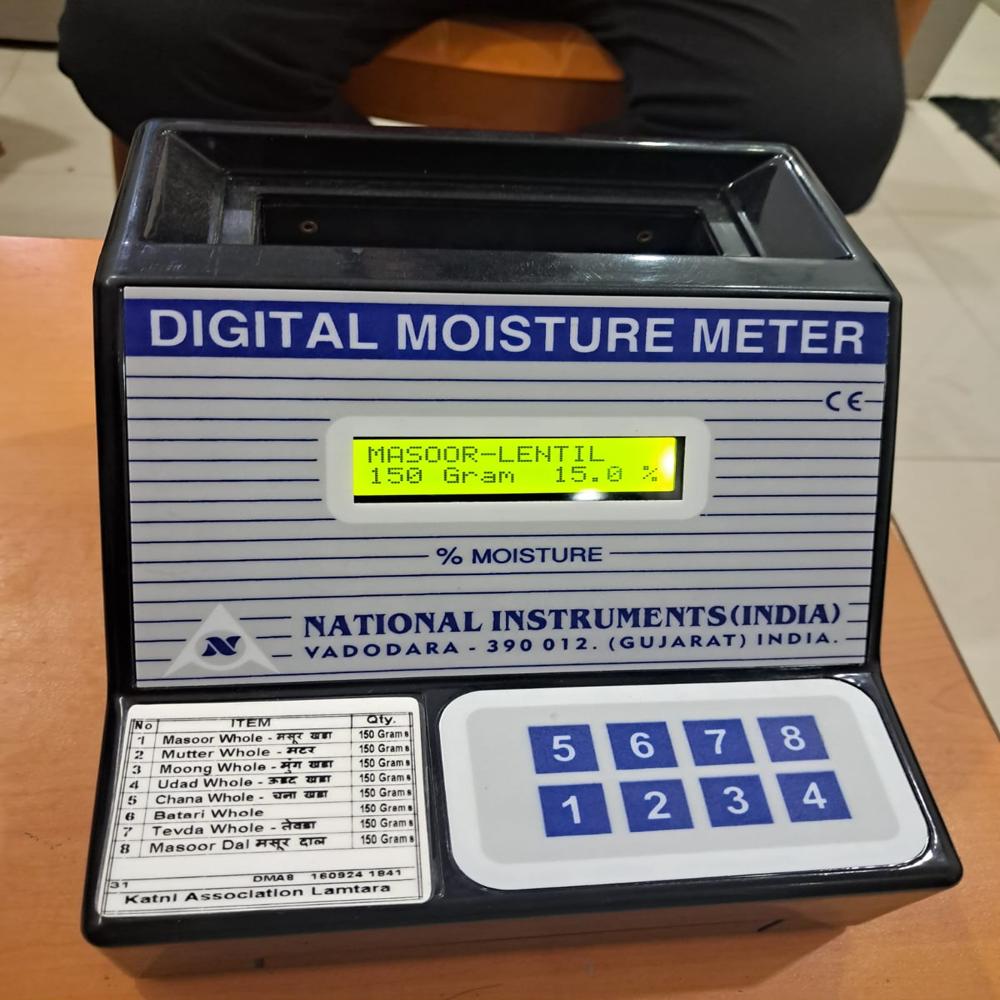 DIGITAL MOISTURE METER
CE
MASOOR-LENTIL
150 Gram 15.0 %
% MOISTURE
N
NATIONAL INSTRUMENTS(INDIA)
VADODARA - 390 012. (GUJARAT) INDIA.
No ITEM Qty.
1 Masoor Whole - मसूर खडा 150 Grams
2 Mutter Whole - मटर 150 Grams
3 Moong Whole - मुंग खडा 150 Grams
4 Udad Whole - ऊडद खडा 150 Grams
5 Chana Whole - चना खडा 150 Grams
6 Batari Whole 150 Grams
7 Tevda Whole - तेवडा 150 Grams
8 Masoor Dal मसूर दाल 150 Grams
31 DMA8 160924 1841
Katni Association Lamtara
5 6 7 8
1 2 3 4